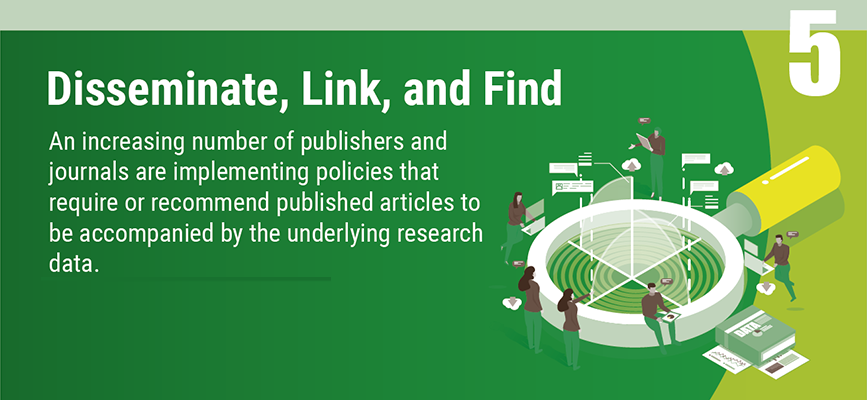 5
Disseminate, Link, and Find
An increasing number of publishers and
journals are implementing policies that
require or recommend published articles to
be accompanied by the underlying research
data.
DATA